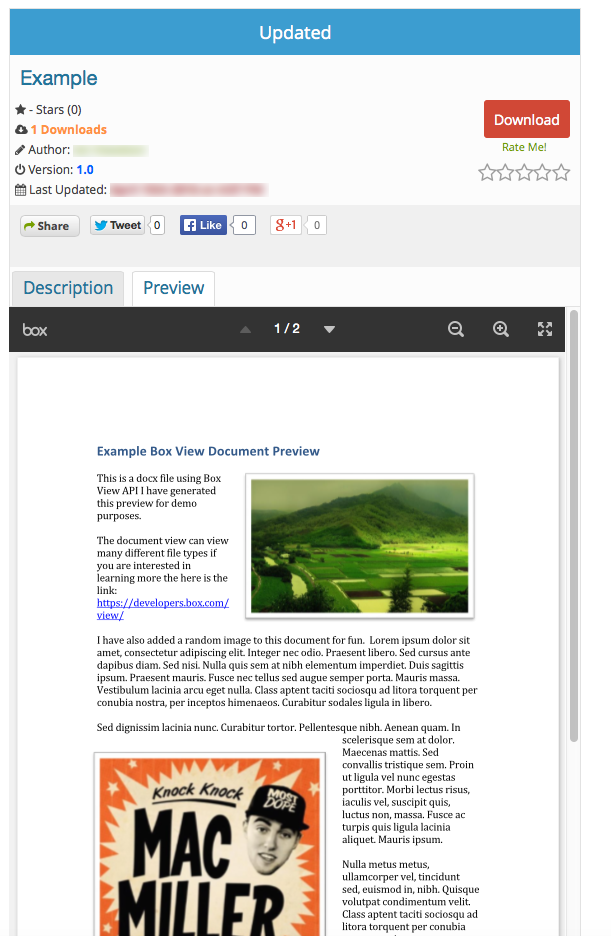 Updated
Example
- Stars (0)
1 Downloads
Author:
Version: 1.0
Last Updated:
Download
Rate Me!
Share
Tweet 0
Like 0
g+1 0
Description
Preview
box
1 / 2
Example Box View Document Preview
This is a docx file using Box
View API I have generated
this preview for demo
purposes.
The document view can view
many different file types if
you are interested in
learning more the here is the
link:
https://developers.box.com/
view/
I have also added a random image to this document for fun.  Lorem ipsum dolor sit
amet, consectetur adipiscing elit. Integer nec odio. Praesent libero. Sed cursus ante
dapibus diam. Sed nisi. Nulla quis sem at nibh elementum imperdiet. Duis sagittis
ipsum. Praesent mauris. Fusce nec tellus sed augue semper porta. Mauris massa.
Vestibulum lacinia arcu eget nulla. Class aptent taciti sociosqu ad litora torquent per
conubia nostra, per inceptos himenaeos. Curabitur sodales ligula in libero.
Sed dignissim lacinia nunc. Curabitur tortor. Pellentesque nibh. Aenean quam. In
scelerisque sem at dolor.
Maecenas mattis. Sed
convallis tristique sem. Proin
ut ligula vel nunc egestas
porttitor. Morbi lectus risus,
iaculis vel, suscipit quis,
luctus non, massa. Fusce ac
turpis quis ligula lacinia
aliquet. Mauris ipsum.
Nulla metus metus,
ullamcorper vel, tincidunt
sed, euismod in, nibh. Quisque
volutpat condimentum velit.
Class aptent taciti sociosqu ad
litora torquent per conubia
Knock Knock
MOST
DOPE
MAC
MILLER